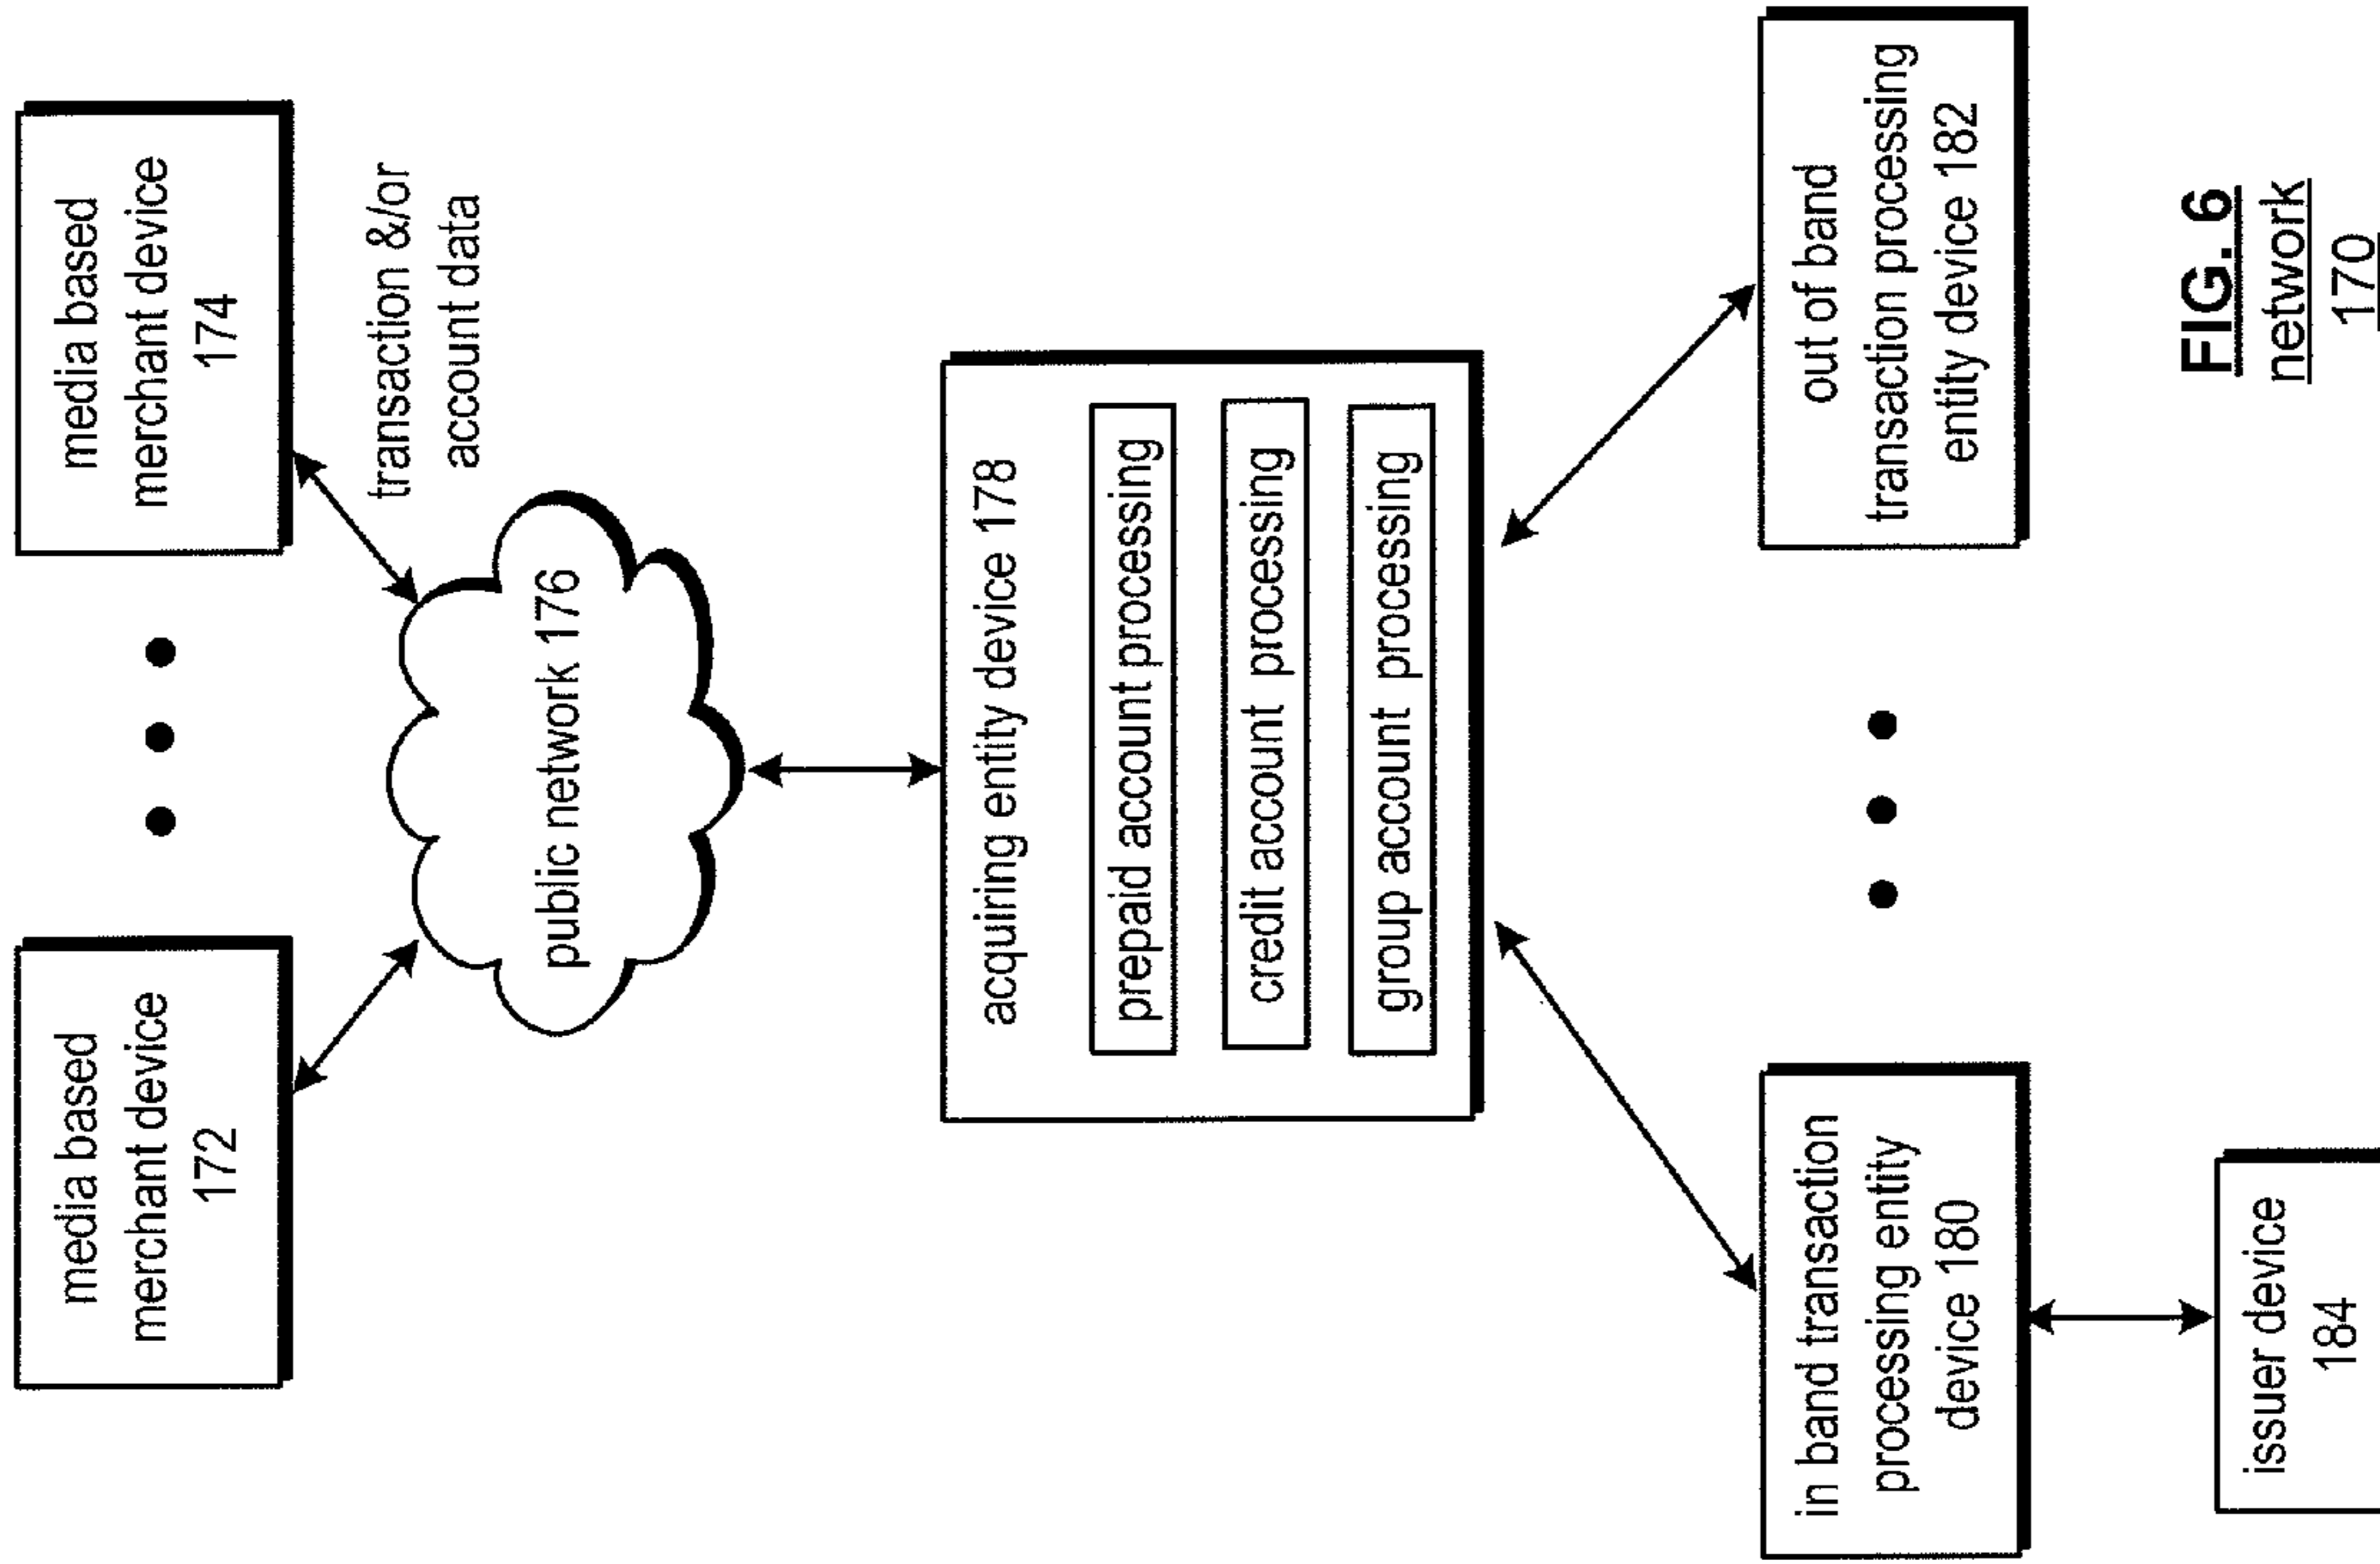 media based
merchant device
172
media based
merchant device
174
transaction &/or
account data
public network 176
acquiring entity device 178
prepaid account processing
credit account processing
group account processing
in band transaction
processing entity
device 180
out of band
transaction processing
entity device 182
issuer device
184
FIG. 6
network
170